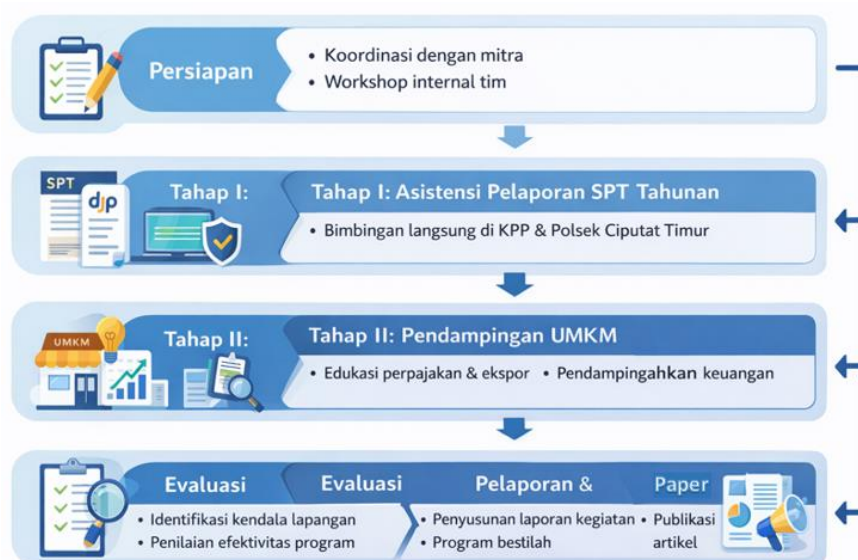 Persiapan
• Koordinasi dengan mitra
• Workshop internal tim
SPT
djp
Tahap I:
Tahap I: Asistensi Pelaporan SPT Tahunan
• Bimbingan langsung di KPP & Polsek Ciputat Timur
UMKM
Tahap II:
Tahap II: Pendampingan UMKM
• Edukasi perpajakan & ekspor • Pendampingahkan keuangan
Evaluasi Evaluasi Pelaporan & Paper
• Identifikasi kendala lapangan
• Penilaian efektivitas program
• Penyusunan laporan kegiatan
• Program bestilah
• Publikasi
artikel